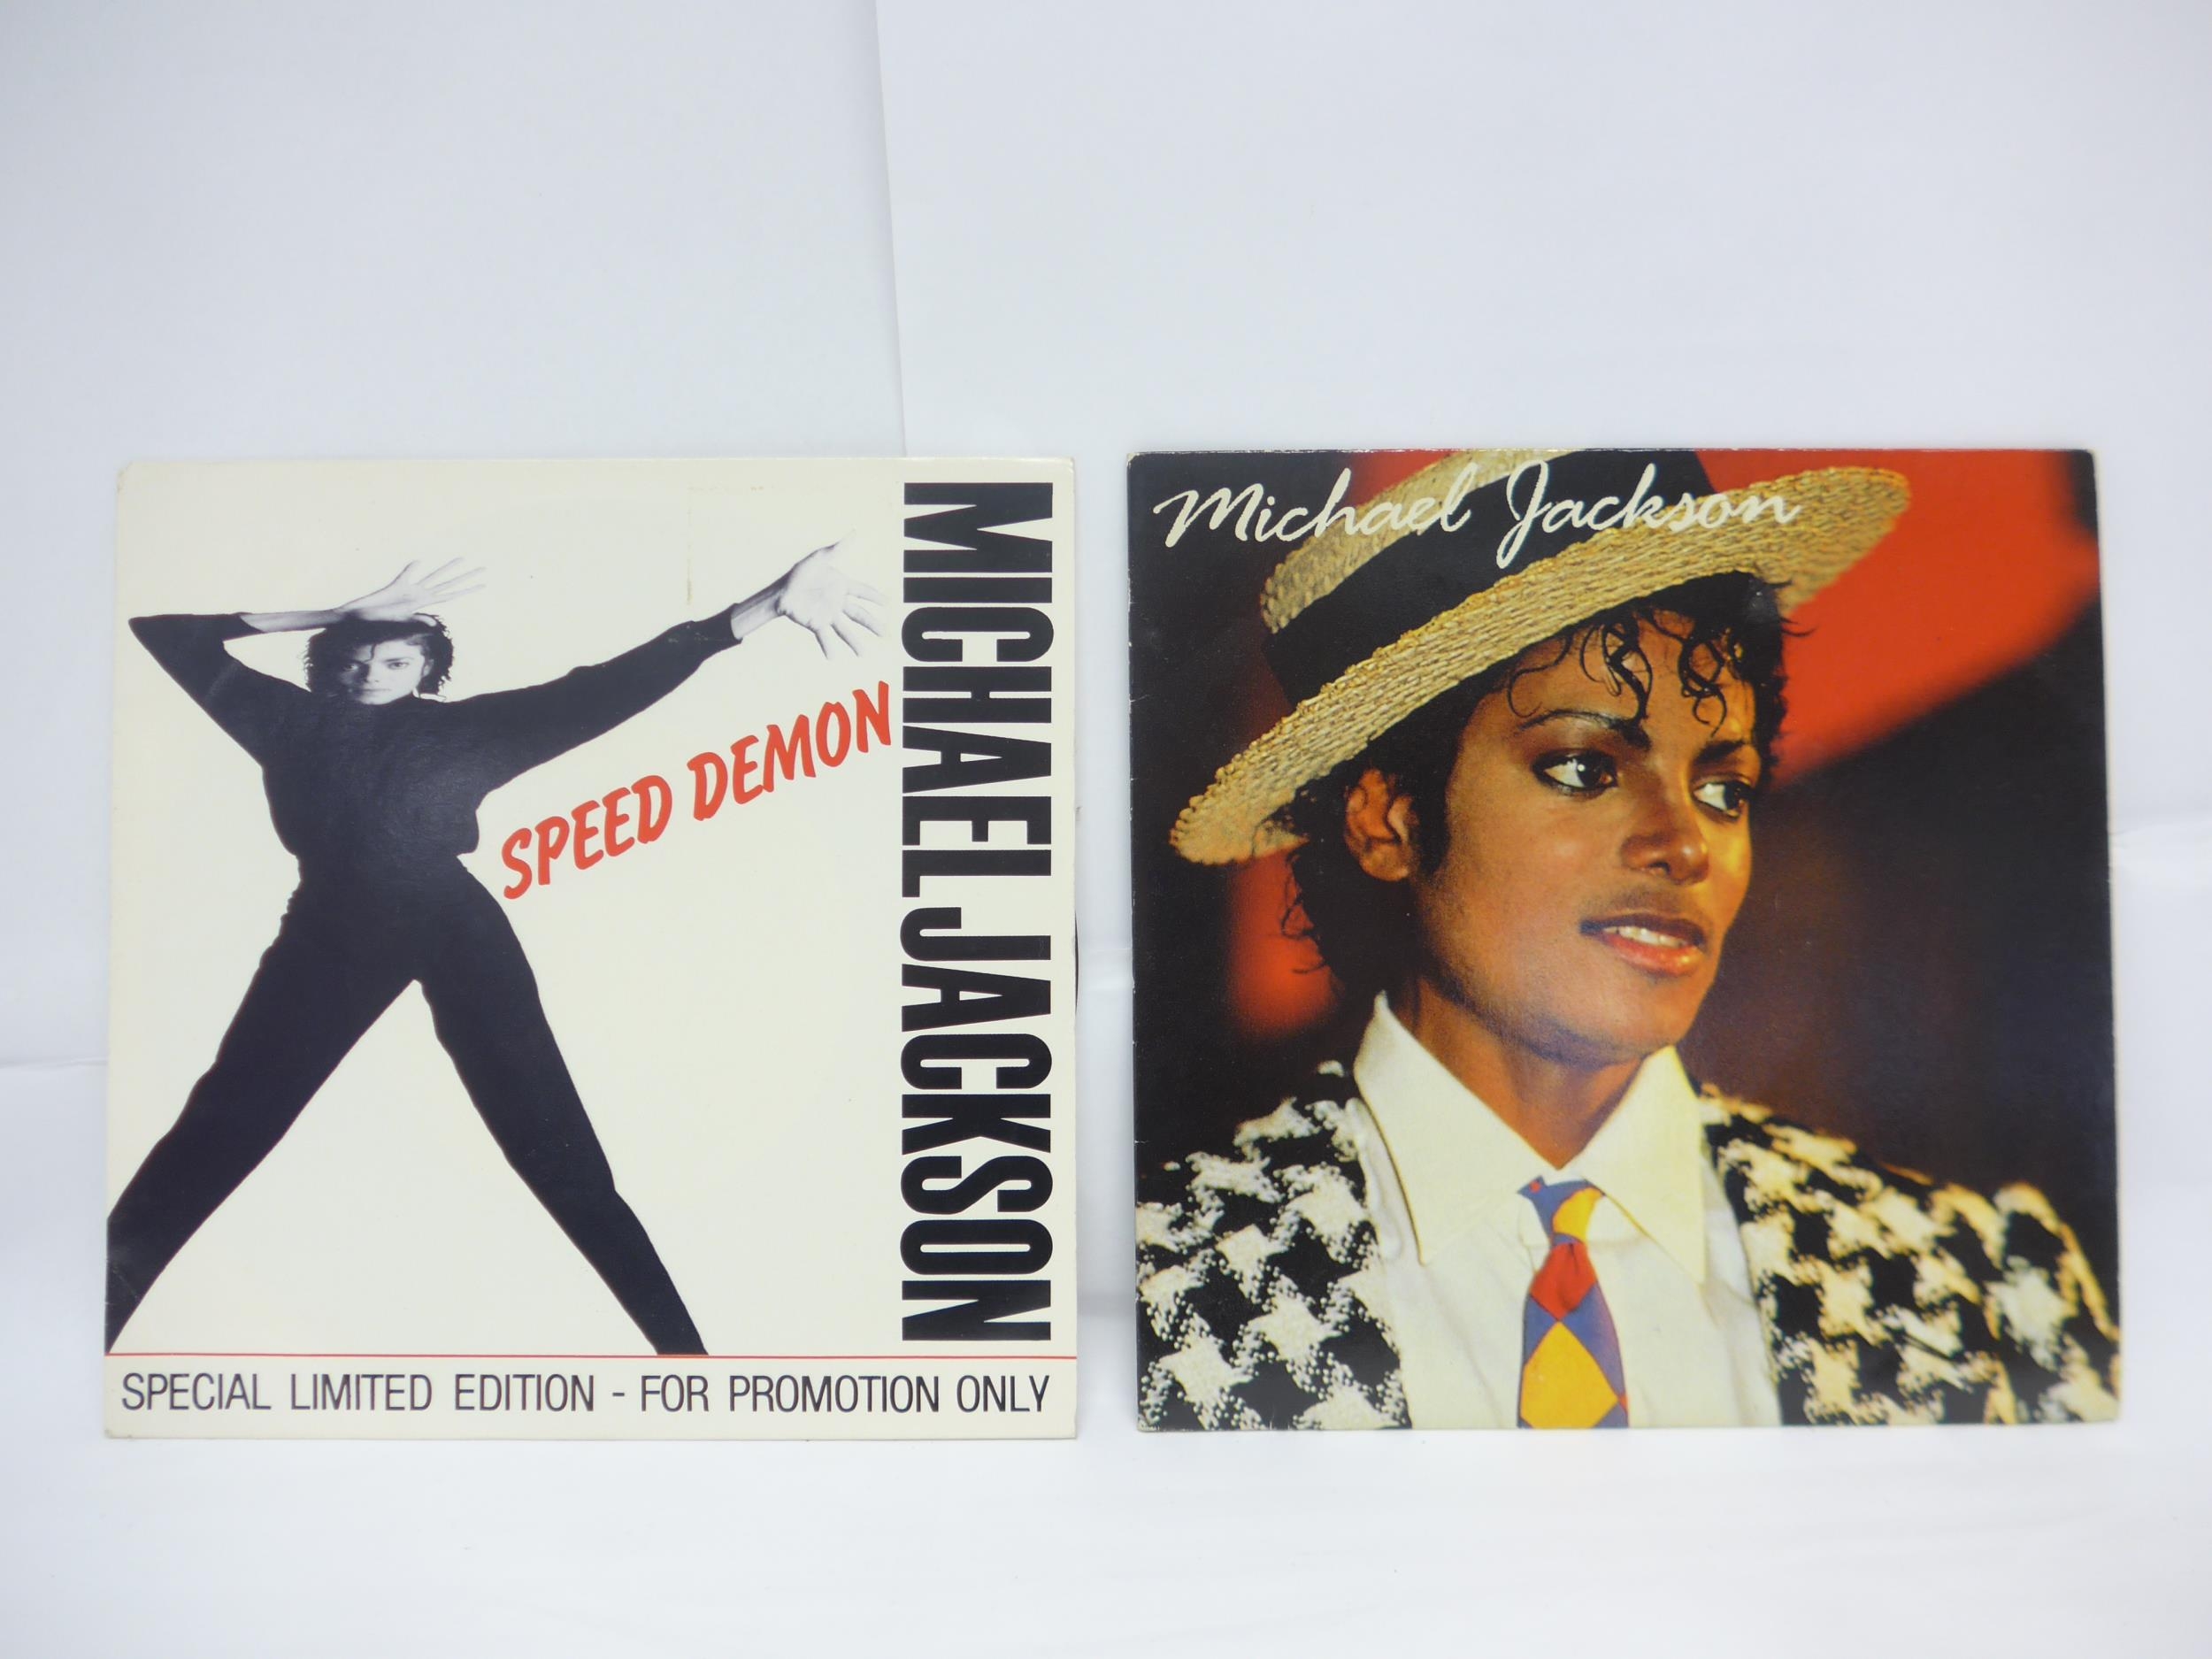 MICHAEL JACKSON
SPEED DEMON
SPECIAL LIMITED EDITION - FOR PROMOTION ONLY
Michael Jackson